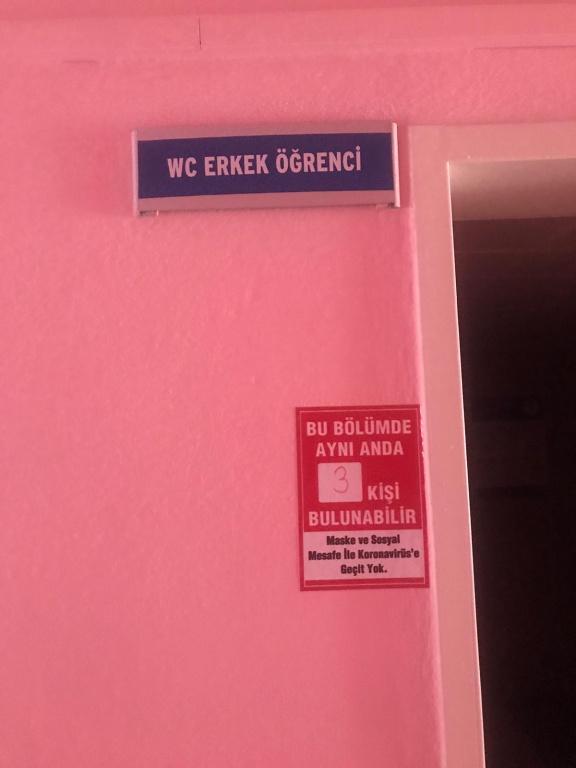 WC ERKEK ÖĞRENCİ
BU BÖLÜMDE
AYNI ANDA
3 KİŞİ
BULUNABİLİR
Maske ve Sosyal
Mesafe İle Koronavirüs'e
Geçit Yok.